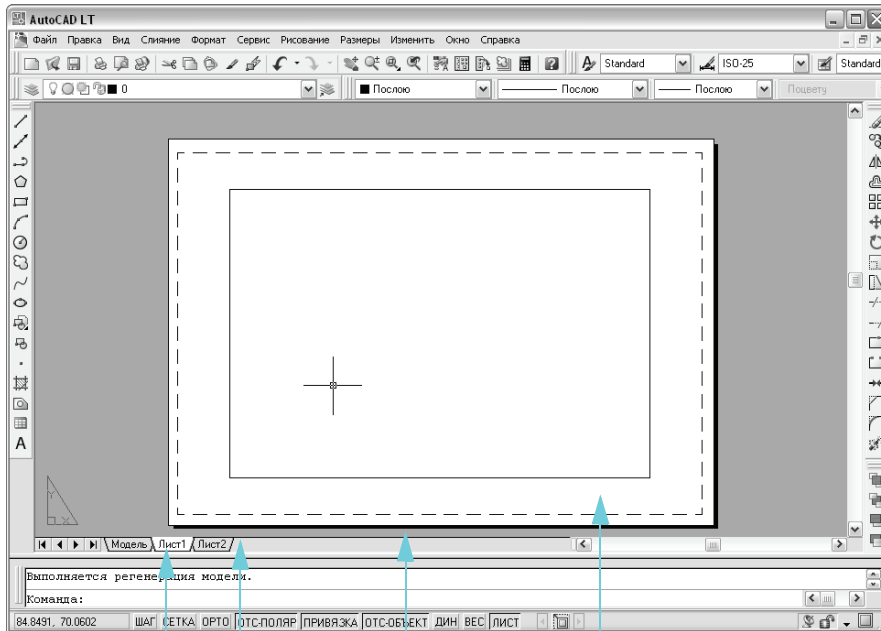 AutoCAD LT
Файл Правка Вид Слияние Формат Сервис Рисование Размеры Изменить Окно Справка
Standard ISO-25 Standard
0 Послою Послою Послою Поцвету
A
Y
X
Модель Лист1 Лист2
Выполняется регенерация модели.
Команда:
84.8491, 70.0602 ШАГ СЕТКА ОРТО ОТС-ПОЛЯР ПРИВЯЗКА ОТС-ОБЪЕКТ ДИН ВЕС ЛИСТ